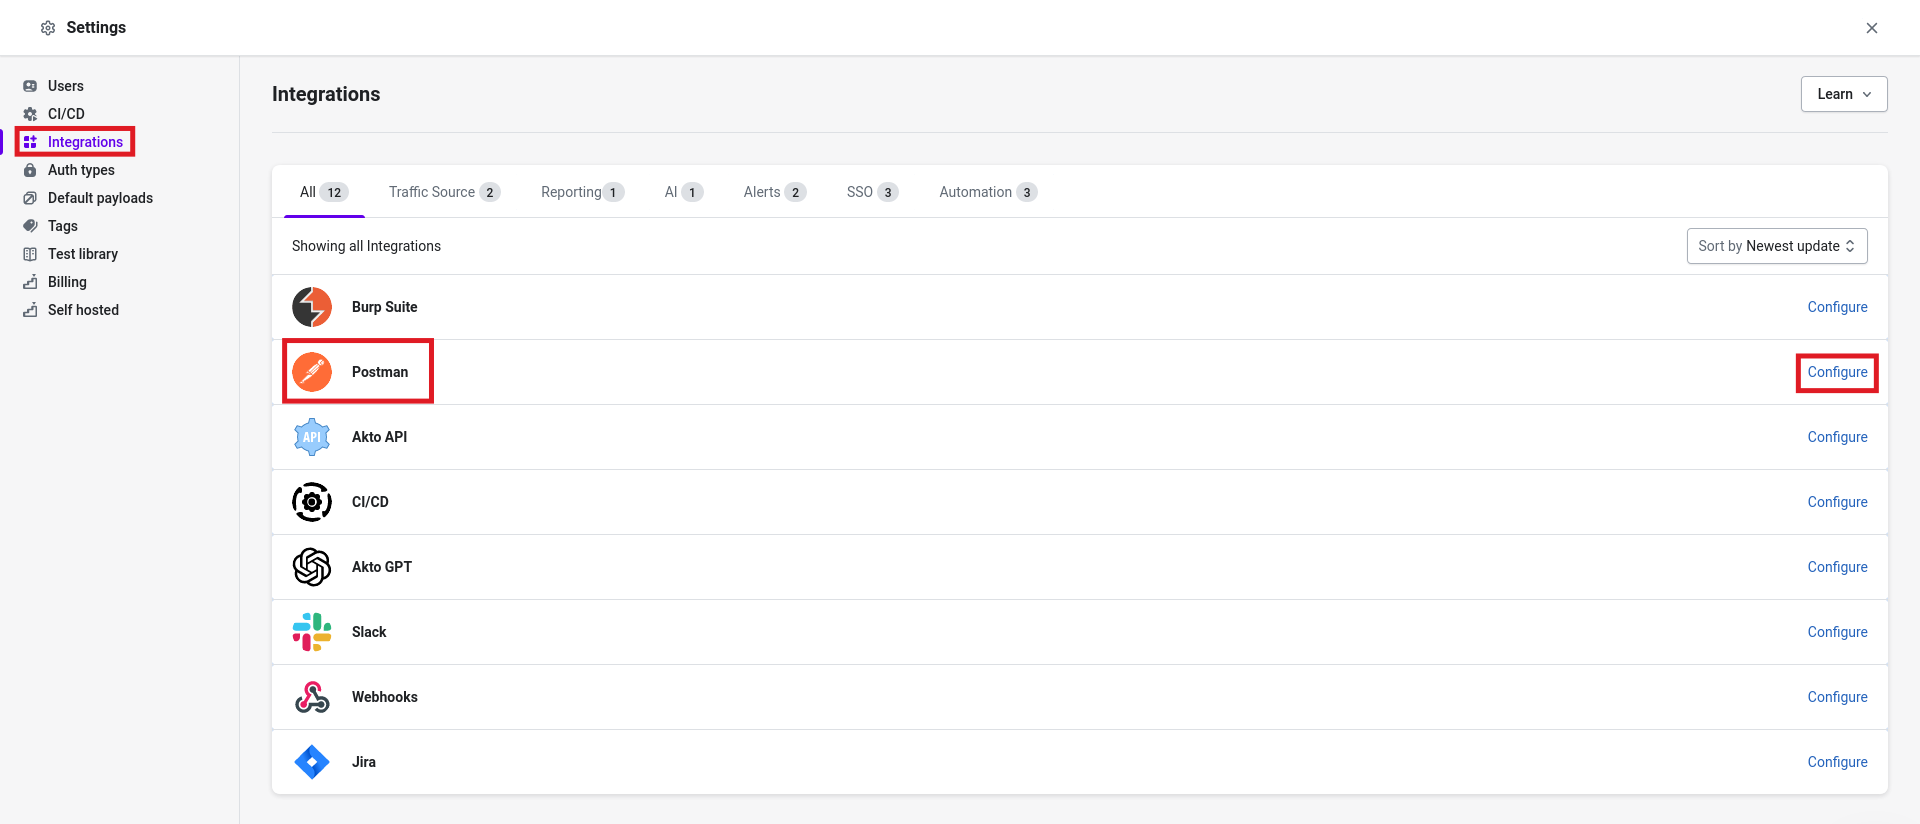 Settings
Users
CI/CD
Integrations
Auth types
Default payloads
Tags
Test library
Billing
Self hosted
Integrations
Learn
All 12 Traffic Source 2 Reporting 1 AI 1 Alerts 2 SSO 3 Automation 3
Showing all Integrations
Sort by Newest update
Burp Suite Configure
Postman Configure
API Akto API Configure
CI/CD Configure
Akto GPT Configure
Slack Configure
Webhooks Configure
Jira Configure